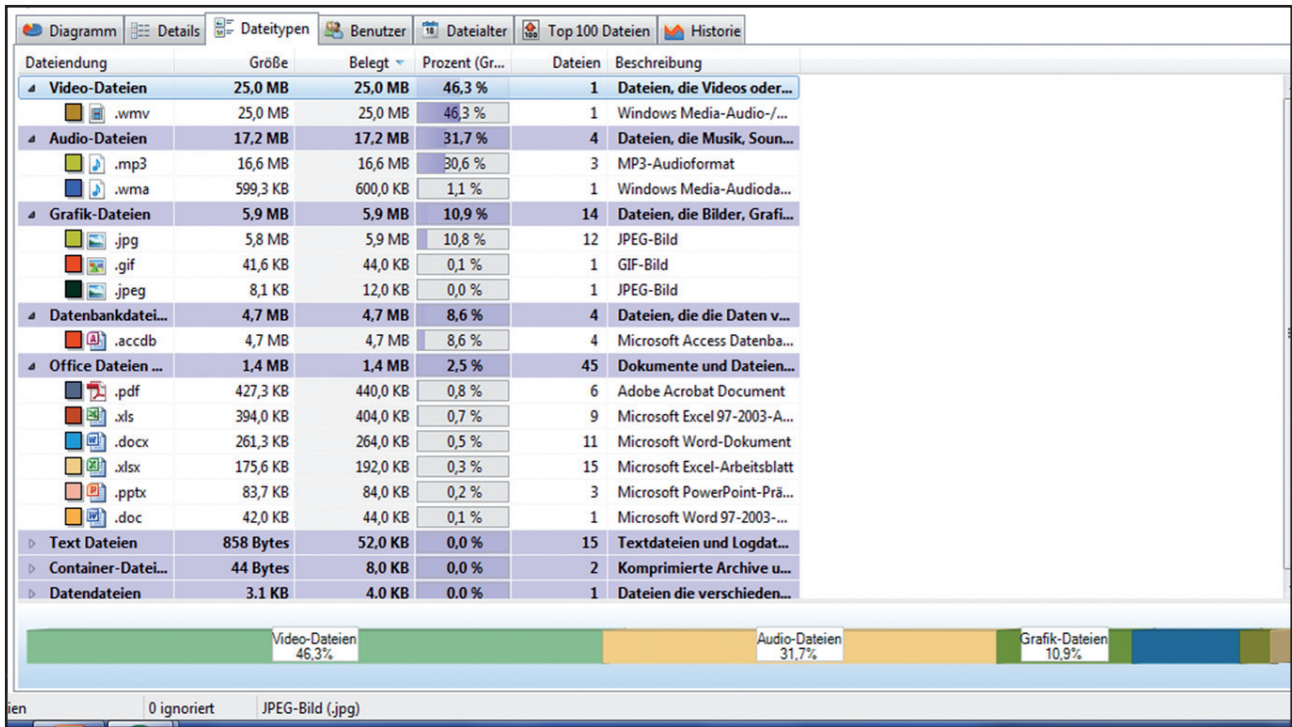 Diagramm Details Dateitypen Benutzer 18 Dateialter 100 Top 100 Dateien Historie
Dateiendung Größe Belegt Prozent (Gr... Dateien Beschreibung
Video-Dateien 25,0 MB 25,0 MB 46,3 % 1 Dateien, die Videos oder...
.wmv 25,0 MB 25,0 MB 46,3 % 1 Windows Media-Audio-/...
Audio-Dateien 17,2 MB 17,2 MB 31,7 % 4 Dateien, die Musik, Soun...
.mp3 16,6 MB 16,6 MB 30,6 % 3 MP3-Audioformat
.wma 599,3 KB 600,0 KB 1,1 % 1 Windows Media-Audioda...
Grafik-Dateien 5,9 MB 5,9 MB 10,9 % 14 Dateien, die Bilder, Grafi...
.jpg 5,8 MB 5,9 MB 10,8 % 12 JPEG-Bild
.gif 41,6 KB 44,0 KB 0,1 % 1 GIF-Bild
.jpeg 8,1 KB 12,0 KB 0,0 % 1 JPEG-Bild
Datenbankdatei... 4,7 MB 4,7 MB 8,6 % 4 Dateien, die die Daten v...
.accdb 4,7 MB 4,7 MB 8,6 % 4 Microsoft Access Datenba...
Office Dateien ... 1,4 MB 1,4 MB 2,5 % 45 Dokumente und Dateien...
.pdf 427,3 KB 440,0 KB 0,8 % 6 Adobe Acrobat Document
.xls 394,0 KB 404,0 KB 0,7 % 9 Microsoft Excel 97-2003-A...
.docx 261,3 KB 264,0 KB 0,5 % 11 Microsoft Word-Dokument
.xlsx 175,6 KB 192,0 KB 0,3 % 15 Microsoft Excel-Arbeitsblatt
.pptx 83,7 KB 84,0 KB 0,2 % 3 Microsoft PowerPoint-Prä...
.doc 42,0 KB 44,0 KB 0,1 % 1 Microsoft Word 97-2003-...
Text Dateien 858 Bytes 52,0 KB 0,0 % 15 Textdateien und Logdat...
Container-Datei... 44 Bytes 8,0 KB 0,0 % 2 Komprimierte Archive u...
Datendateien 3,1 KB 4,0 KB 0,0 % 1 Dateien die verschieden...
Video-Dateien Audio-Dateien Grafik-Dateien
46,3% 31,7% 10,9%
ien 0 ignoriert JPEG-Bild (.jpg)